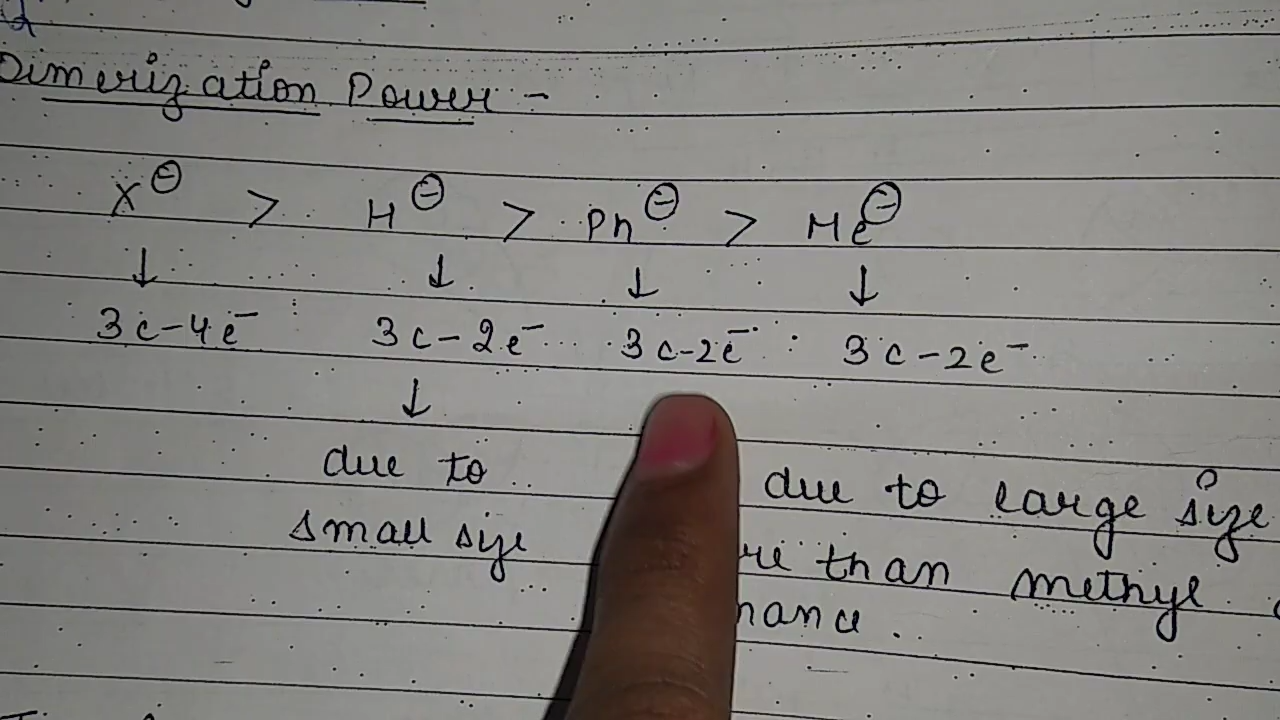 Dimerization Power -
X⊖ > H⊖ > Ph⊖ > Me⊖
↓ ↓ ↓ ↓
3c-4e⁻ 3c-2e⁻ 3c-2e⁻ 3c-2e⁻
↓
due to due to large size
small size than methyl